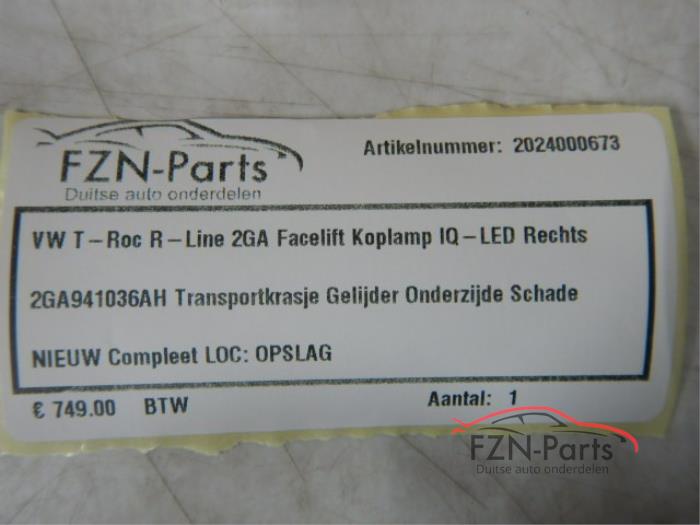 FZN-Parts
Duitse auto onderdelen
Artikelnummer: 2024000673
VW T-Roc R-Line 2GA Facelift Koplamp IQ-LED Rechts
2GA941036AH Transportkrasje Gelijder Onderzijde Schade
NIEUW Compleet LOC: OPSLAG
€ 749.00 BTW
Aantal: 1
FZN-Parts
Duitse auto onderdelen